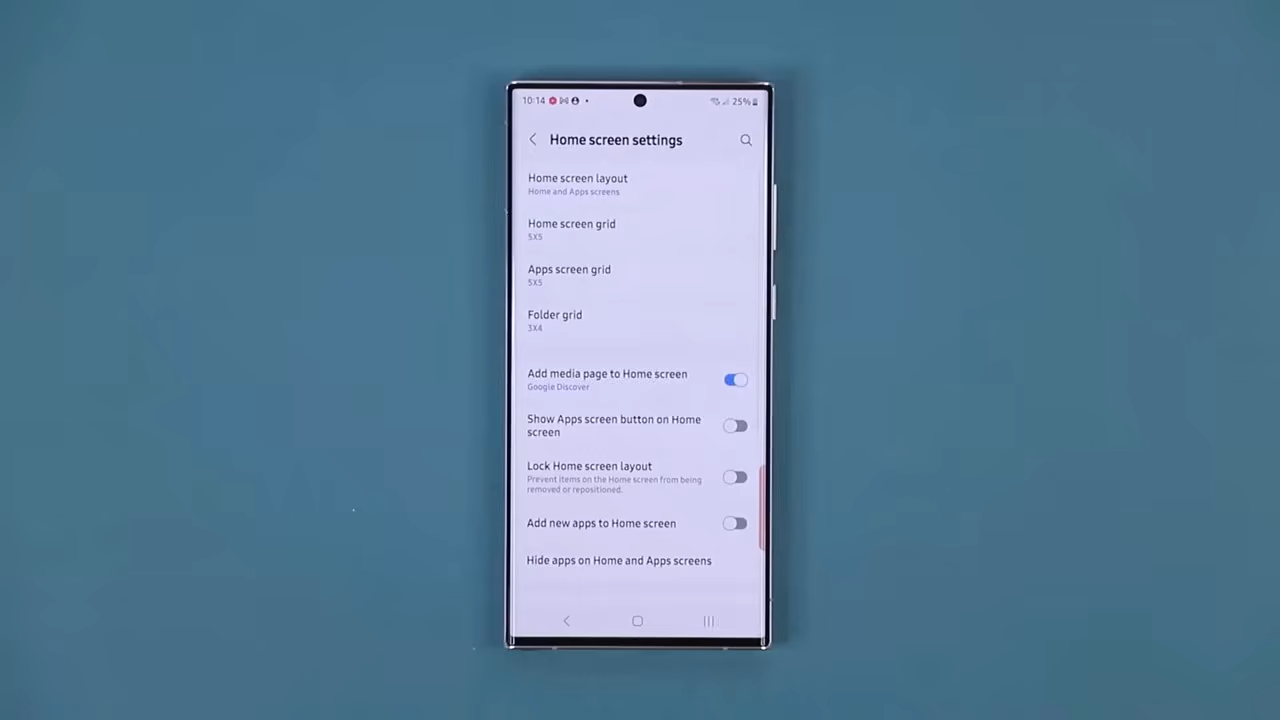 10:14 25%
Home screen settings
Home screen layout
Home and Apps screens
Home screen grid
5X5
Apps screen grid
5X5
Folder grid
3X4
Add media page to Home screen
Google Discover
Show Apps screen button on Home
screen
Lock Home screen layout
Prevent items on the Home screen from being
removed or repositioned.
Add new apps to Home screen
Hide apps on Home and Apps screens